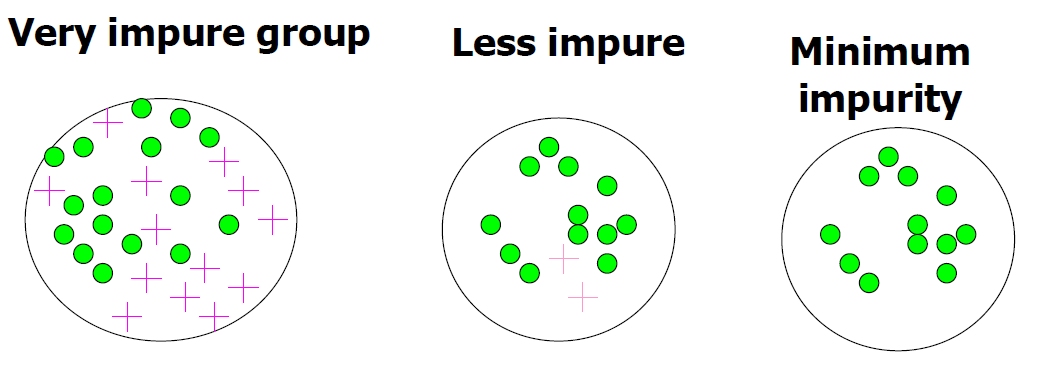 Very impure group
Less impure
Minimum
impurity